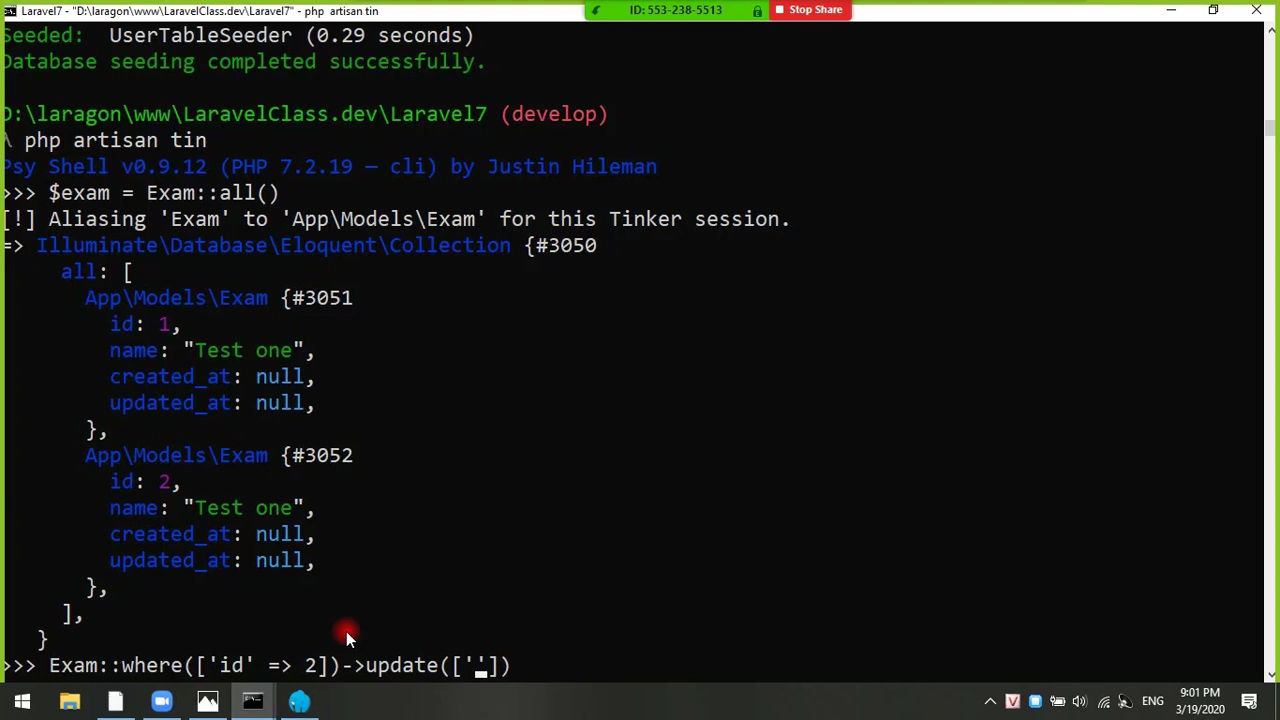 Laravel7 - "D:\laragon\www\LaravelClass.dev\Laravel7" - php artisan tin
ID: 553-238-5513
Stop Share
Seeded:  UserTableSeeder (0.29 seconds)
Database seeding completed successfully.
D:\laragon\www\LaravelClass.dev\Laravel7 (develop)
λ php artisan tin
Psy Shell v0.9.12 (PHP 7.2.19 — cli) by Justin Hileman
>>> $exam = Exam::all()
[!] Aliasing 'Exam' to 'App\Models\Exam' for this Tinker session.
=> Illuminate\Database\Eloquent\Collection {#3050
all: [
App\Models\Exam {#3051
id: 1,
name: "Test one",
created_at: null,
updated_at: null,
},
App\Models\Exam {#3052
id: 2,
name: "Test one",
created_at: null,
updated_at: null,
},
],
}
>>> Exam::where(['id' => 2])->update([''])
ENG
9:01 PM
3/19/2020